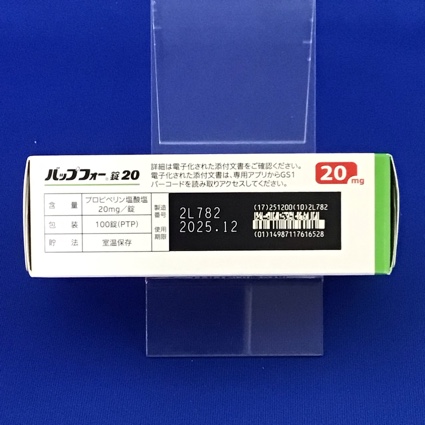 バップフォー®錠20
詳細は電子化された添付文書をご確認ください。
電子化された添付文書は、専用アプリからGS1
バーコードを読み取りアクセスしてください。
20mg
含量 プロピベリン塩酸塩
20mg／錠
包装 100錠(PTP)
貯法 室温保存
製造番号 2L782
使用期限 2025.12
(17)251200(10)2L782
(01)14987117616528